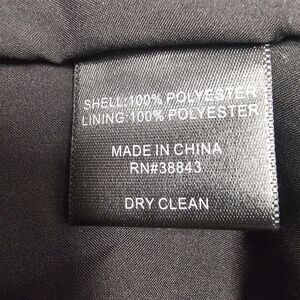 SHELL:100% POLYESTER
LINING:100% POLYESTER
MADE IN CHINA
RN#38843
DRY CLEAN